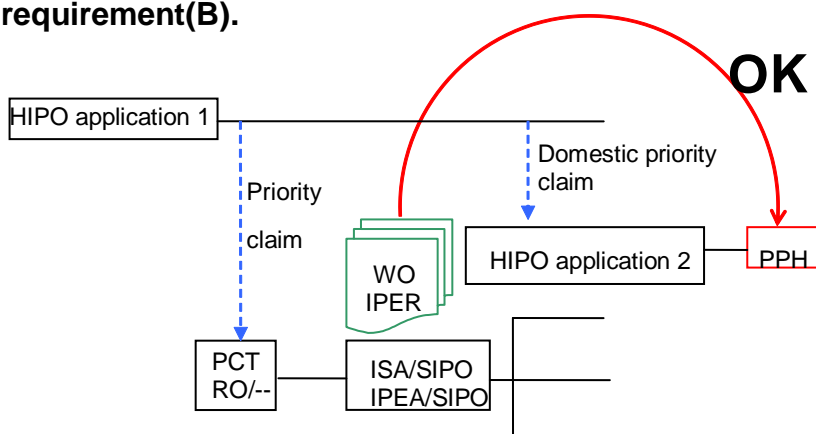 requirement(B).
OK
HIPO application 1
Domestic priority
claim
Priority
claim
WO
IPER
HIPO application 2
PPH
PCT
RO/--
ISA/SIPO
IPEA/SIPO